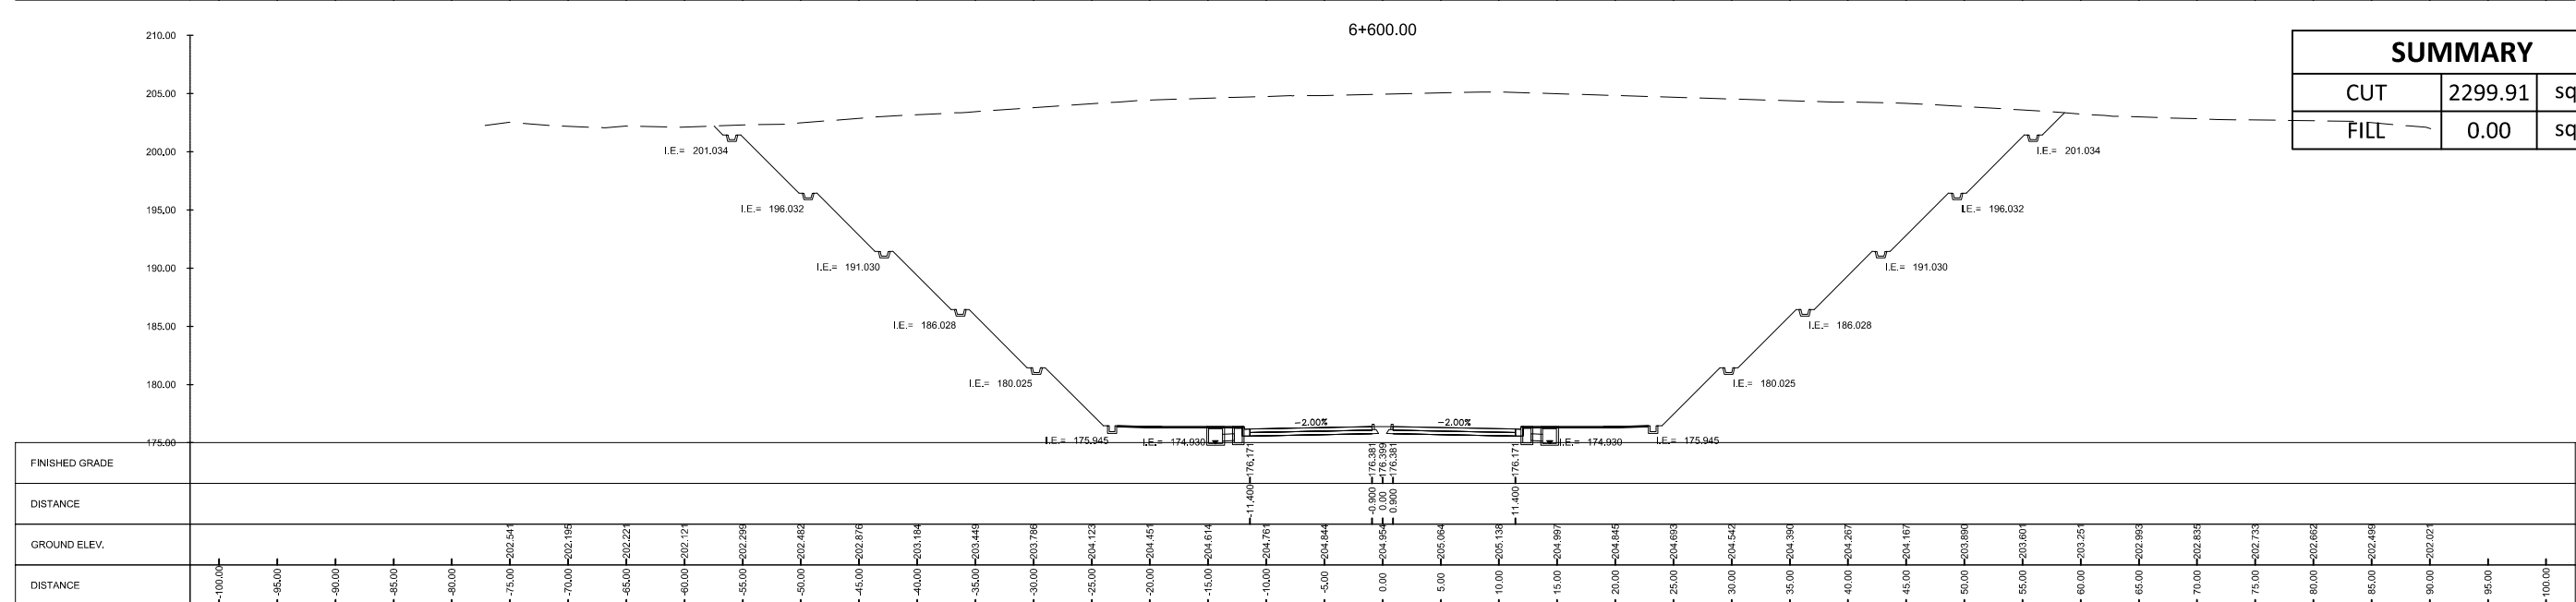 6+600.00
SUMMARY
CUT 2299.91 sq
FILL 0.00 sq
210.00
205.00
200.00
195.00
190.00
185.00
180.00
175.00
I.E.= 201.034
I.E.= 201.034
I.E.= 196.032
I.E.= 196.032
I.E.= 191.030
I.E.= 191.030
I.E.= 186.028
I.E.= 186.028
I.E.= 180.025
I.E.= 180.025
-2.00% -2.00%
I.E.= 175.945 I.E.= 174.930 I.E.= 174.930 I.E.= 175.945
FINISHED GRADE 176.171 176.381 176.399 176.381 176.171
DISTANCE -11.400 -0.900 0.00 0.900 11.400
GROUND ELEV. 202.541 202.195 202.221 202.121 202.299 202.482 202.876 203.184 203.449 203.786 204.123 204.451 204.614 204.761 204.844 204.954 205.064 205.138 204.997 204.845 204.693 204.542 204.390 204.267 204.167 203.890 203.601 203.251 202.993 202.835 202.733 202.662 202.499 202.021
DISTANCE -100.00 -95.00 -90.00 -85.00 -80.00 -75.00 -70.00 -65.00 -60.00 -55.00 -50.00 -45.00 -40.00 -35.00 -30.00 -25.00 -20.00 -15.00 -10.00 -5.00 0.00 5.00 10.00 15.00 20.00 25.00 30.00 35.00 40.00 45.00 50.00 55.00 60.00 65.00 70.00 75.00 80.00 85.00 90.00 95.00 100.00